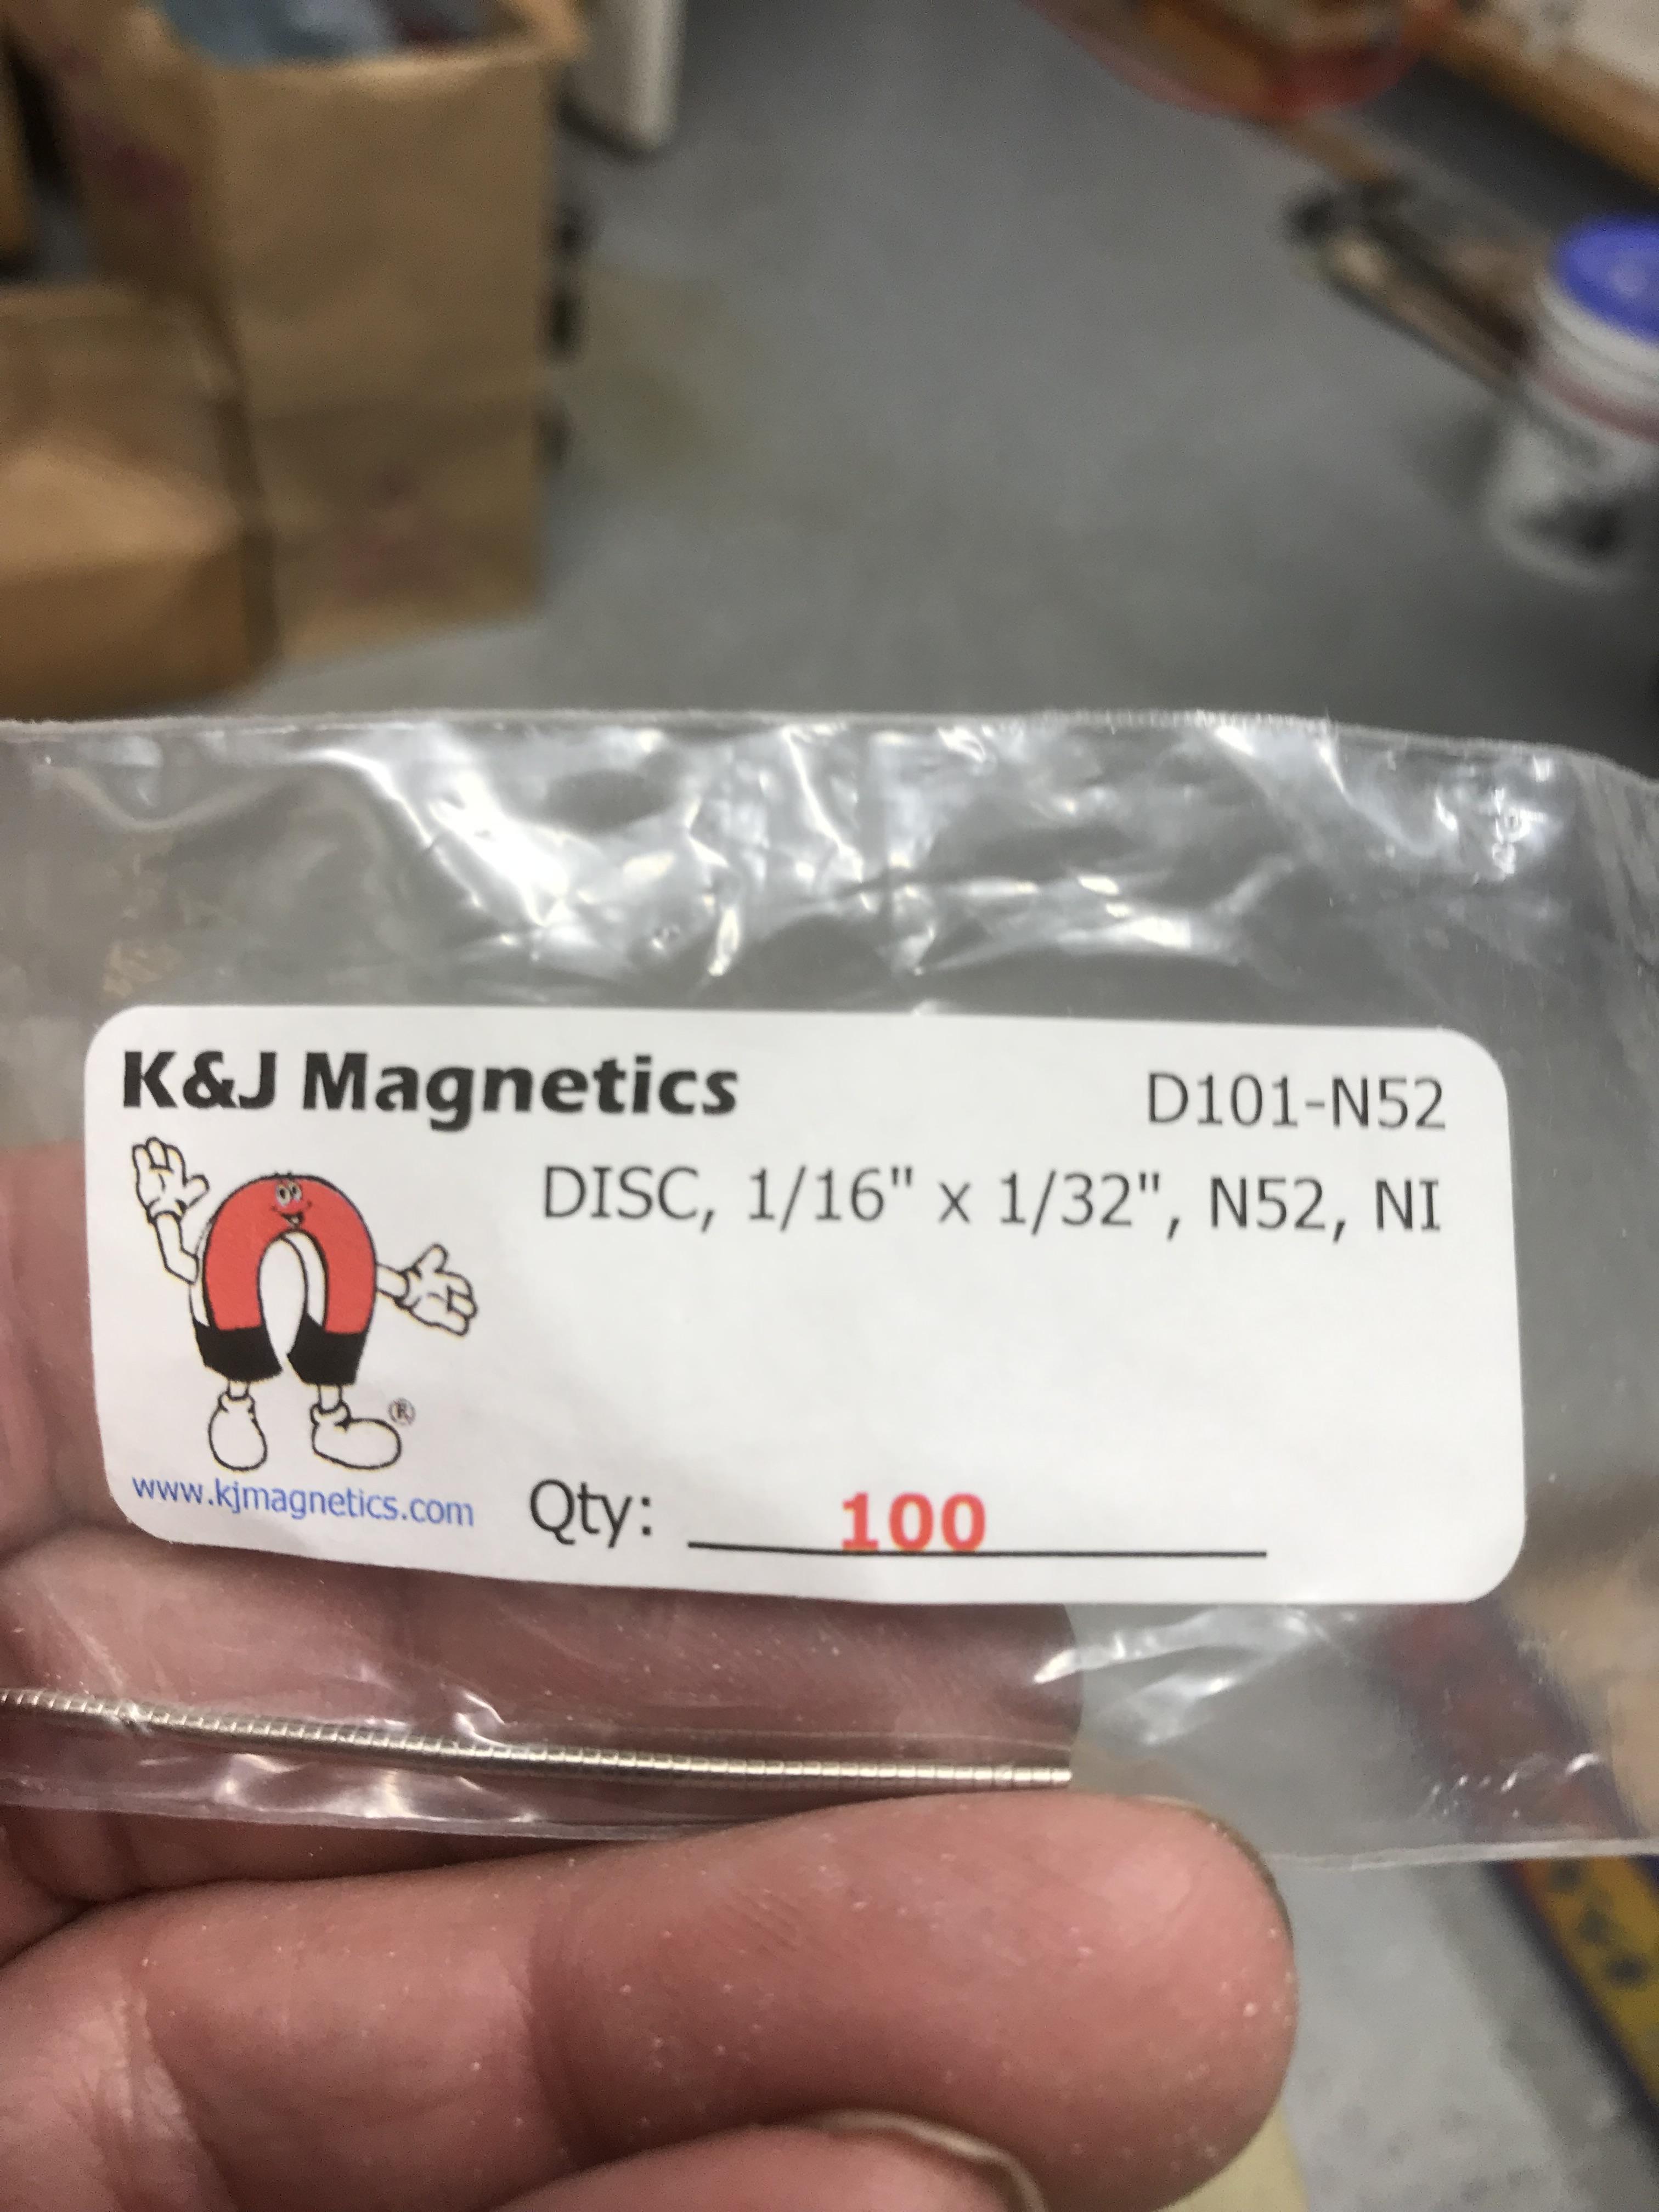 K&J Magnetics
D101-N52
DISC, 1/16" x 1/32", N52, NI
®
www.kjmagnetics.com
Qty: 100